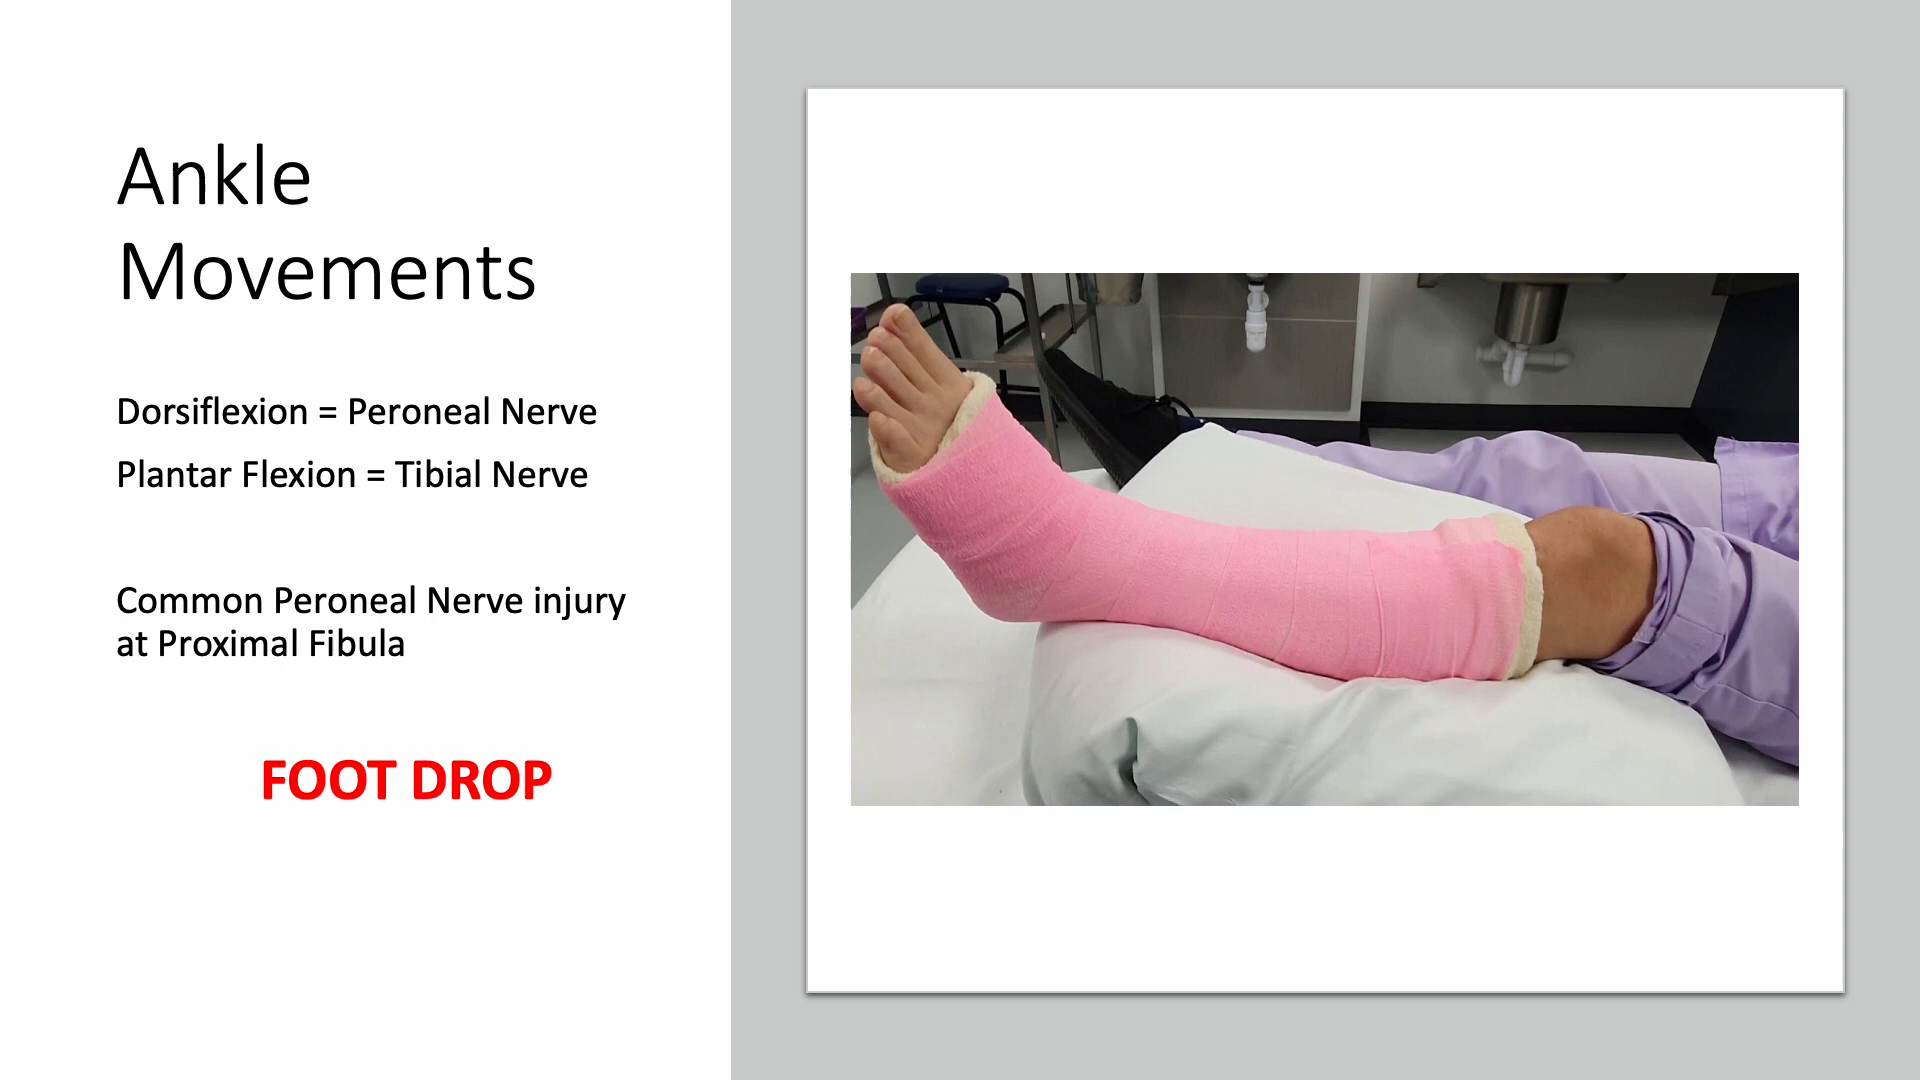 Ankle
Movements
Dorsiflexion = Peroneal Nerve
Plantar Flexion = Tibial Nerve
Common Peroneal Nerve injury
at Proximal Fibula
FOOT DROP